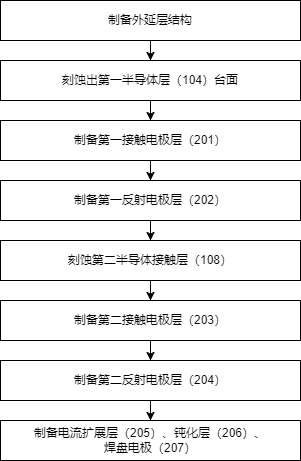 制备外延层结构
刻蚀出第一半导体层（104）台面
制备第一接触电极层（201）
制备第一反射电极层（202）
刻蚀第二半导体接触层（108）
制备第二接触电极层（203）
制备第二反射电极层（204）
制备电流扩展层（205）、钝化层（206）、
焊盘电极（207）